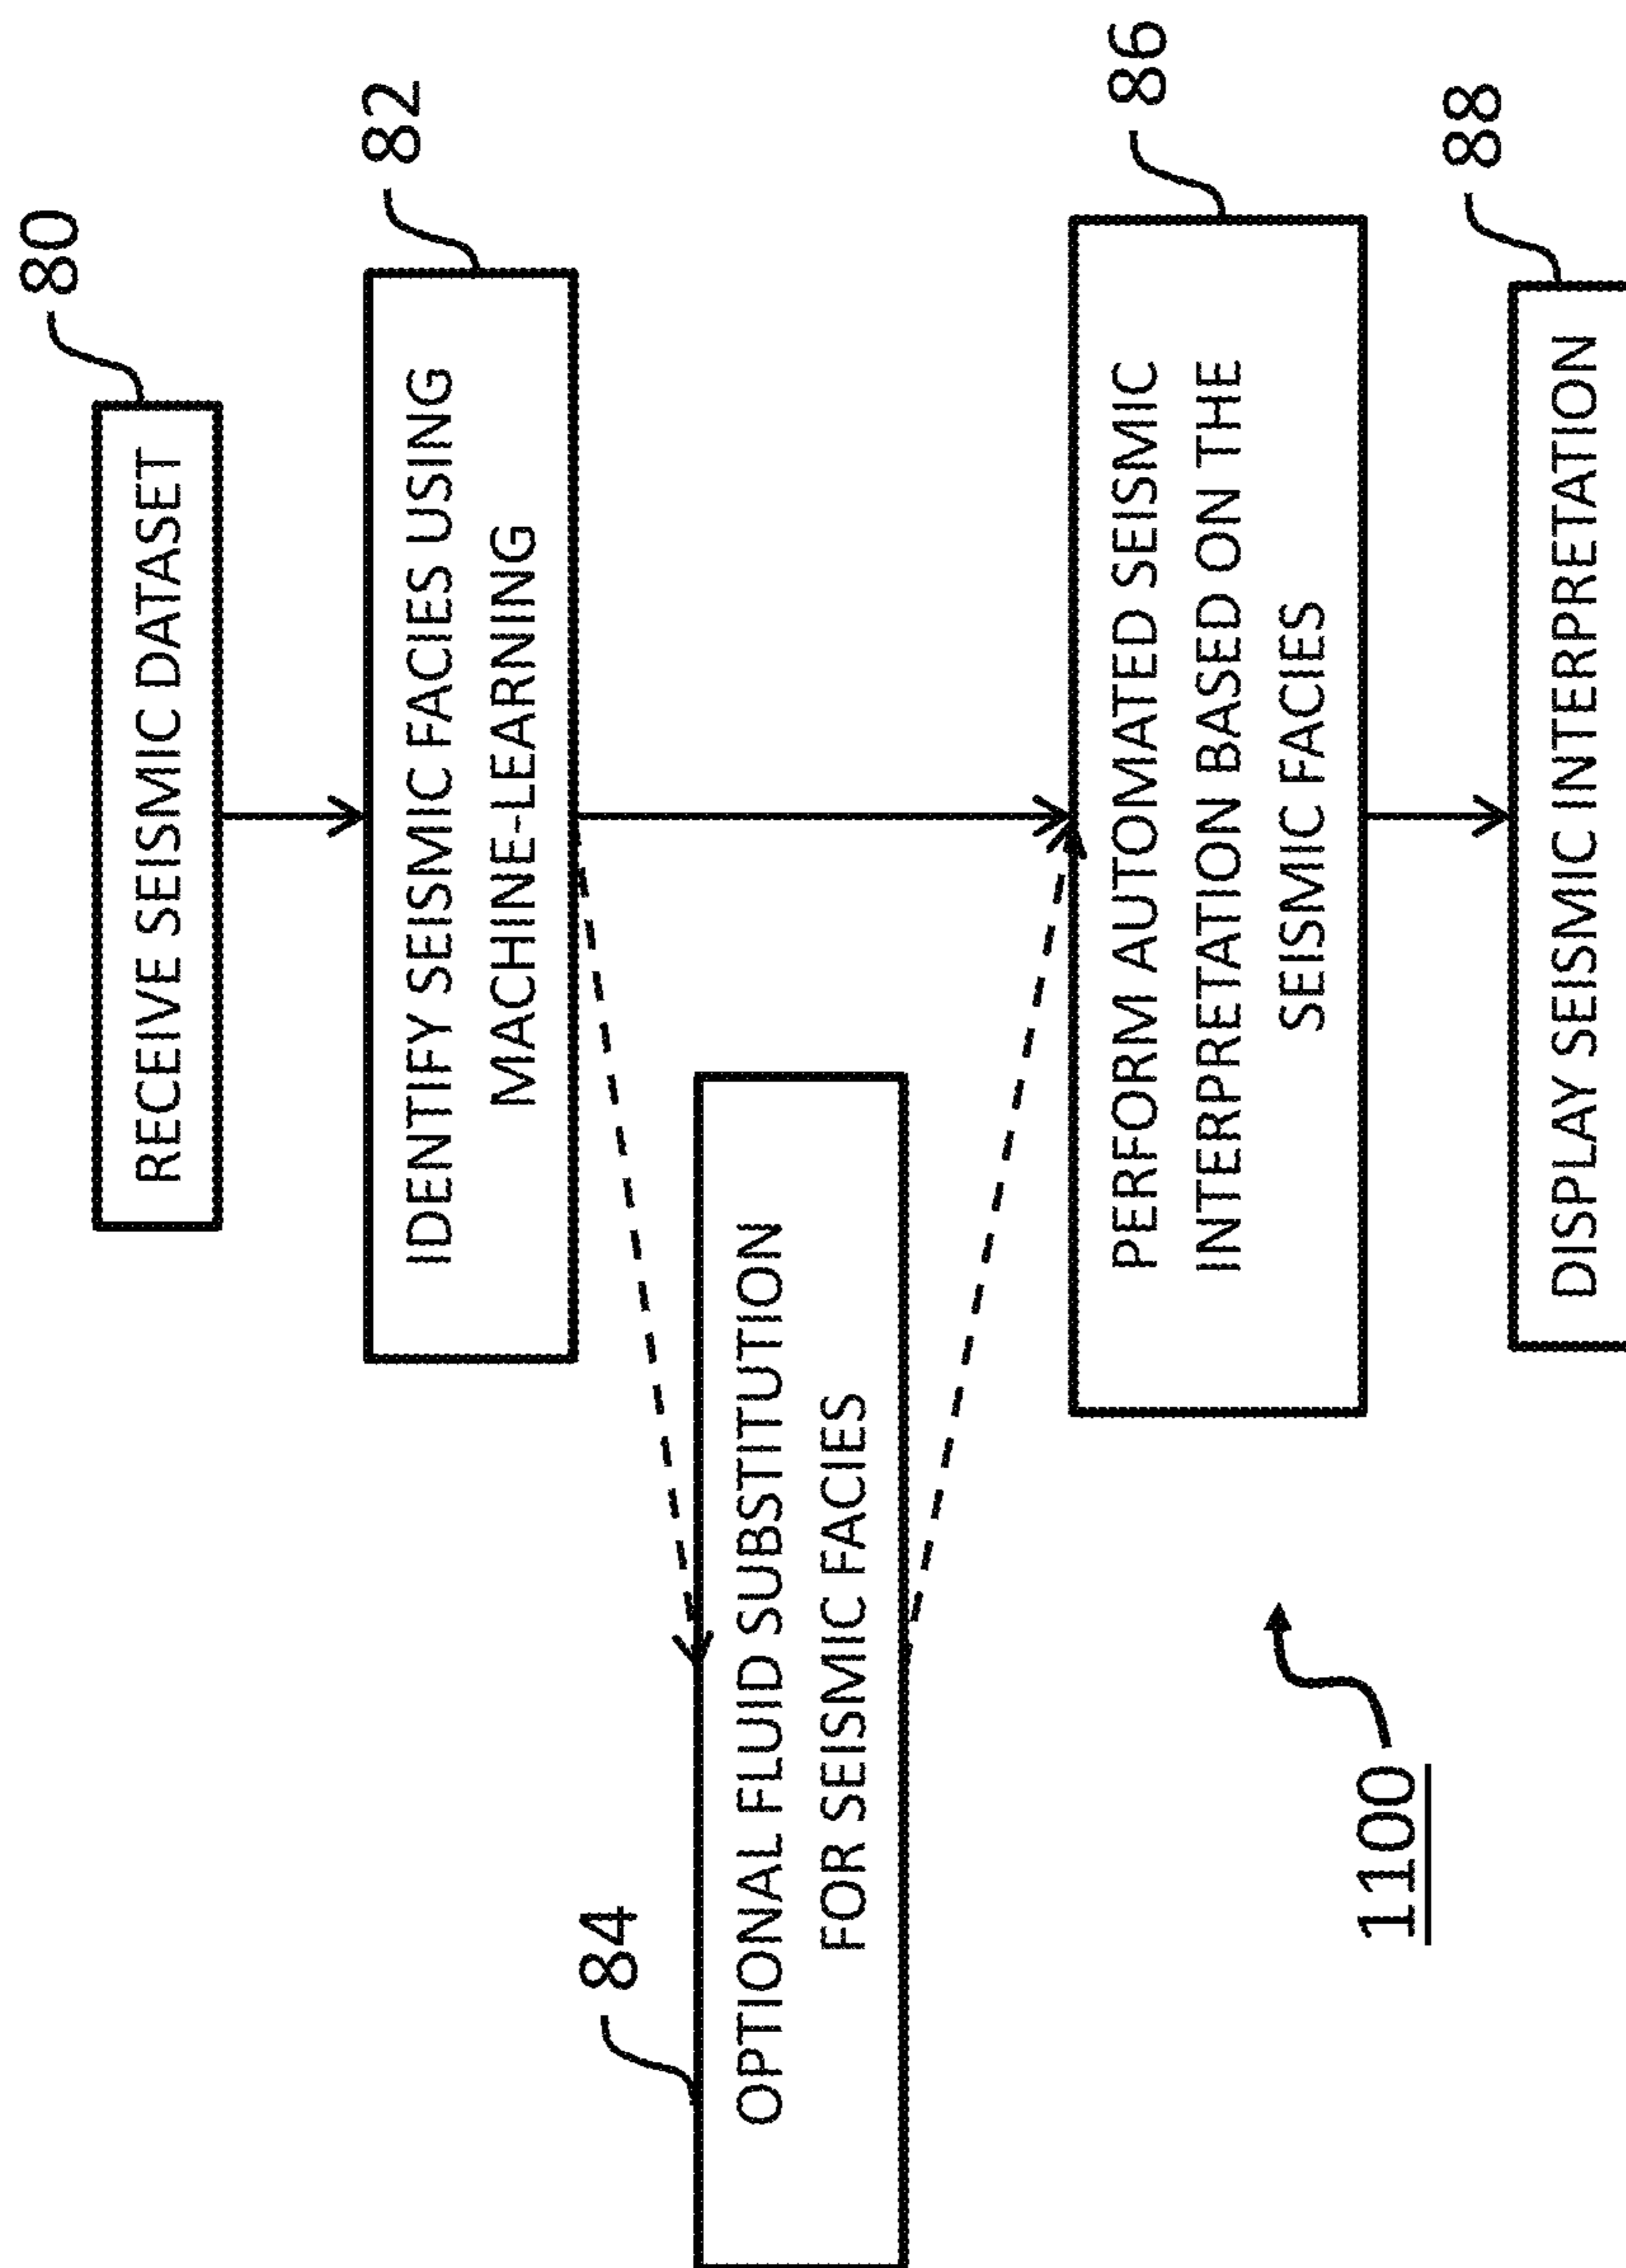 80
RECEIVE SEISMIC DATASET
82
IDENTIFY SEISMIC FACIES USING
MACHINE-LEARNING
84
OPTIONAL FLUID SUBSTITUTION
FOR SEISMIC FACIES
86
PERFORM AUTOMATED SEISMIC
INTERPRETATION BASED ON THE
SEISMIC FACIES
88
DISPLAY SEISMIC INTERPRETATION
1100